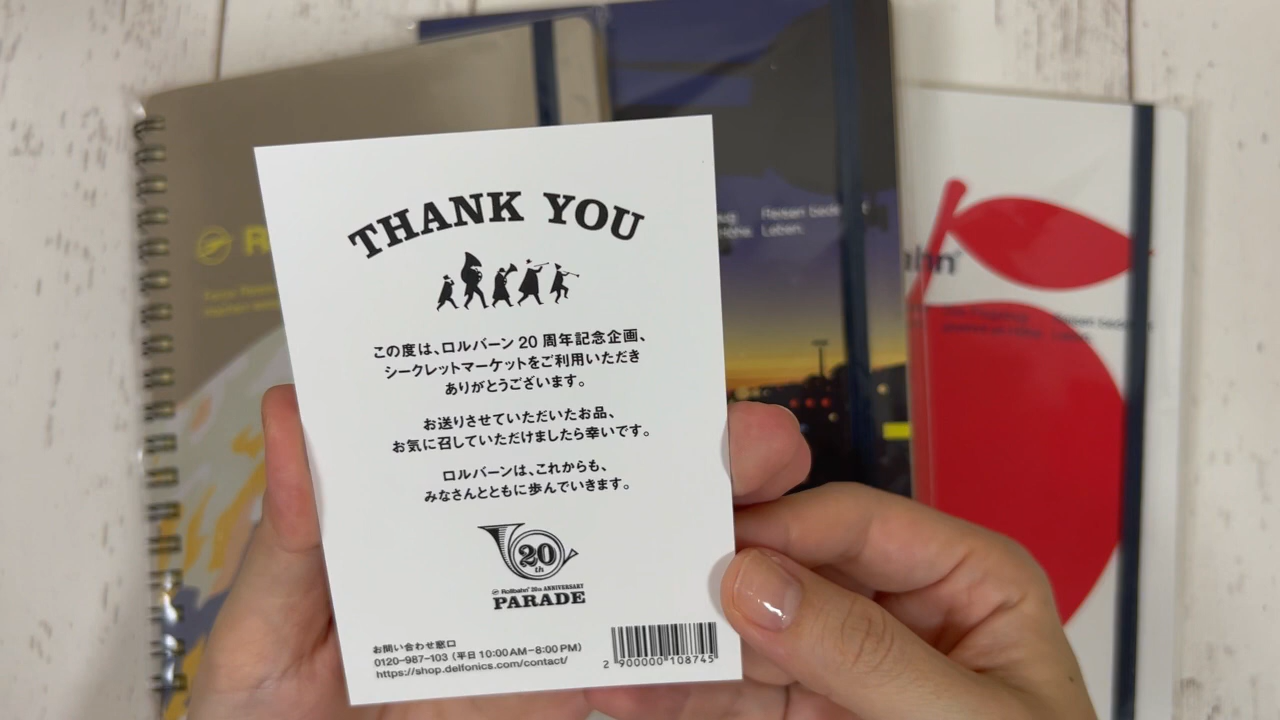 THANK YOU
この度は、ロルバーン 20 周年記念企画、
シークレットマーケットをご利用いただき
ありがとうございます。
お送りさせていただいたお品、
お気に召していただけましたら幸いです。
ロルバーンは、これからも、
みなさんとともに歩んでいきます。
20
th
Rollbahn 20th ANNIVERSARY
PARADE
お問い合わせ窓口
0120-987-103 (平日 10:00AM-8:00PM)
https://shop.delfonics.com/contact/
2 900000 108745
Leben.